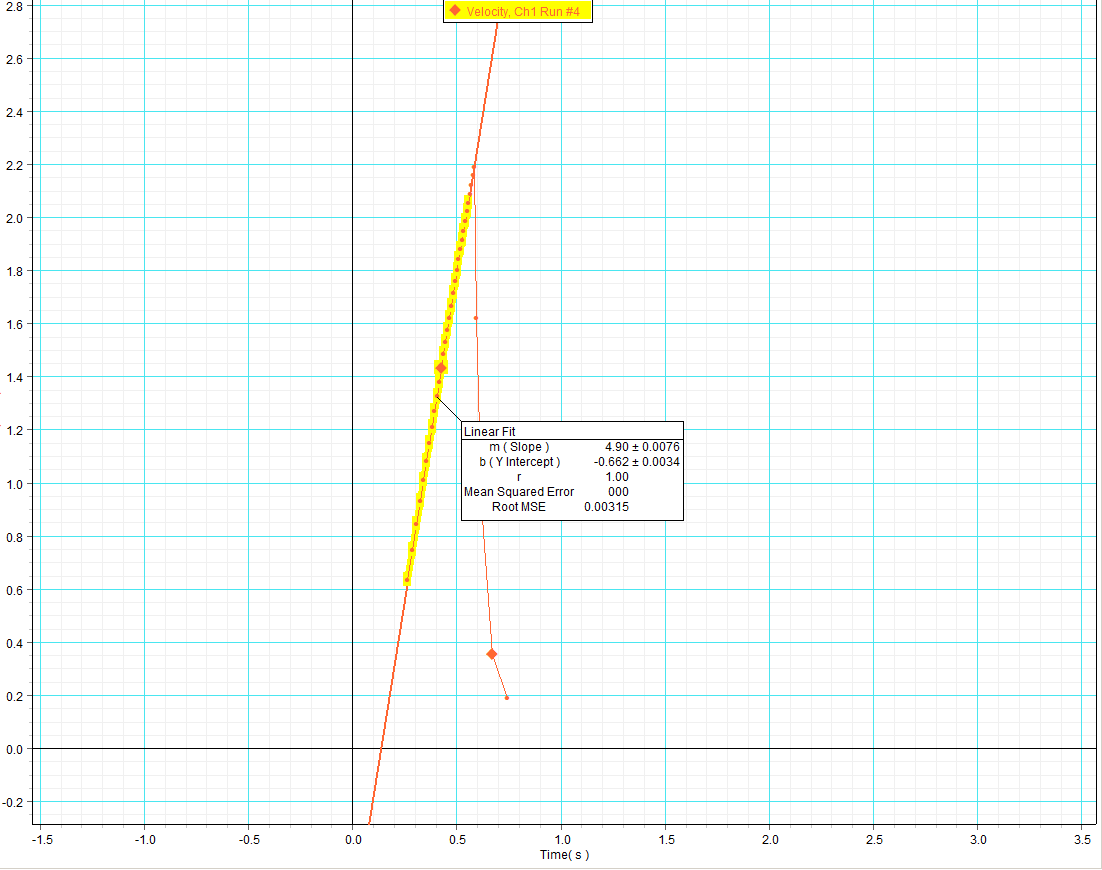 Velocity, Ch1 Run #4
2.8
2.6
2.4
2.2
2.0
1.8
1.6
1.4
1.2
1.0
0.8
0.6
0.4
0.2
0.0
-0.2
Linear Fit
m ( Slope ) 4.90 ± 0.0076
b ( Y Intercept ) -0.662 ± 0.0034
r 1.00
Mean Squared Error 000
Root MSE 0.00315
-1.5 -1.0 -0.5 0.0 0.5 1.0 1.5 2.0 2.5 3.0 3.5
Time( s )